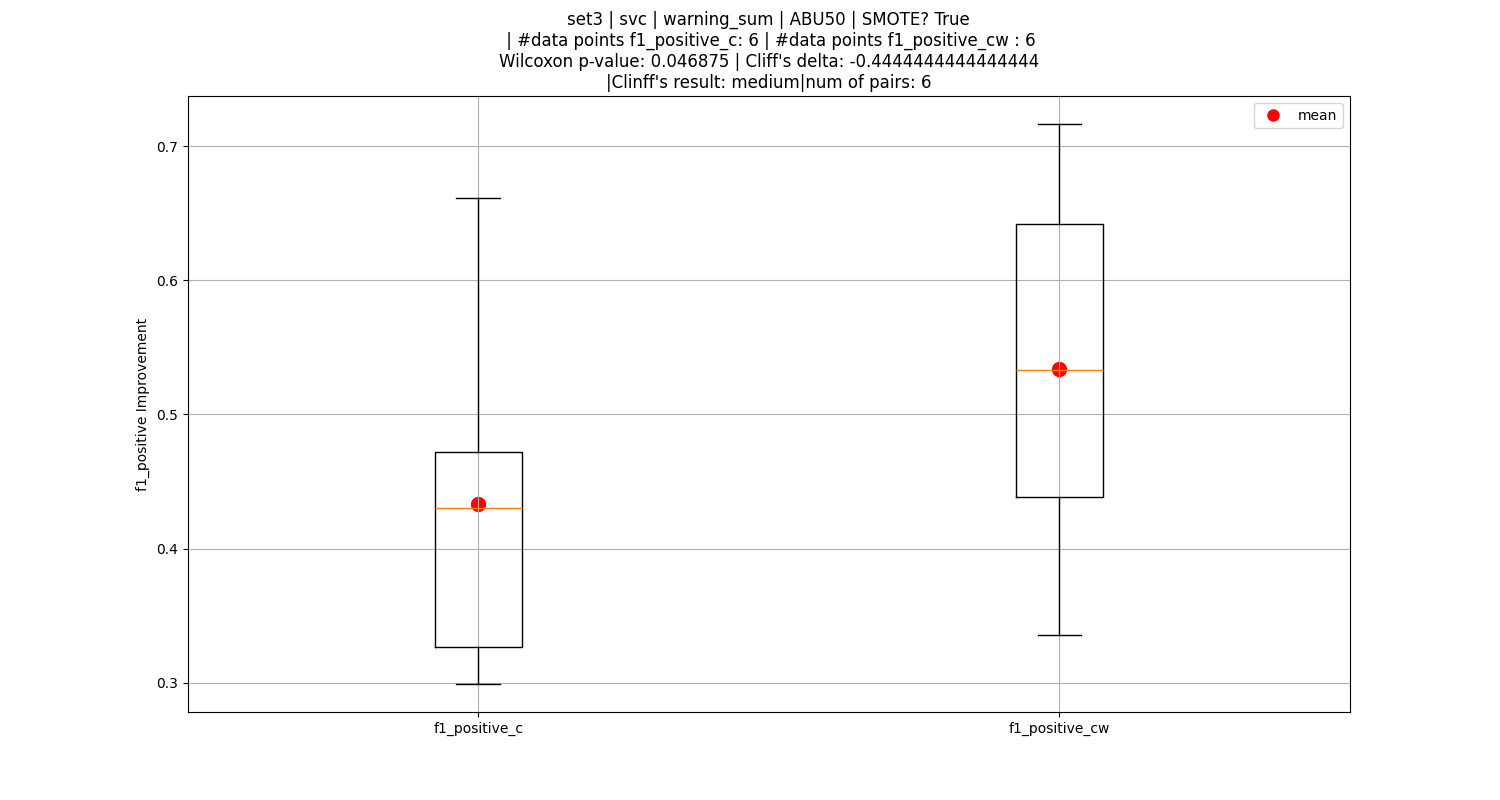 set3 | svc | warning_sum | ABU50 | SMOTE? True
| #data points f1_positive_c: 6 | #data points f1_positive_cw : 6
Wilcoxon p-value: 0.046875 | Cliff's delta: -0.4444444444444444
|Clinff's result: medium|num of pairs: 6
mean
0.7
0.6
0.5
0.4
0.3
f1_positive Improvement
f1_positive_c
f1_positive_cw